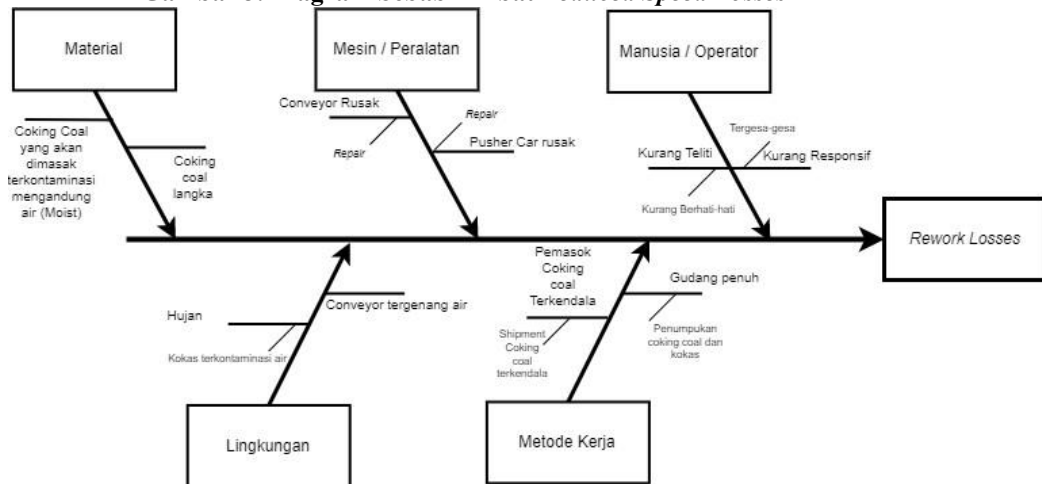 Material
Mesin / Peralatan
Manusia / Operator
Coking Coal
yang akan
dimasak
terkontaminasi
mengandung
air (Moist)
Coking
coal
langka
Conveyor Rusak
Repair
Repair
Pusher Car rusak
Tergesa-gesa
Kurang Teliti
Kurang Responsif
Kurang Berhati-hati
Rework Losses
Hujan
Kokas terkontaminasi air
Conveyor tergenang air
Pemasok
Coking
coal
Terkendala
Shipment
Coking
coal
terkendala
Gudang penuh
Penumpukan
coking coal dan
kokas
Lingkungan
Metode Kerja